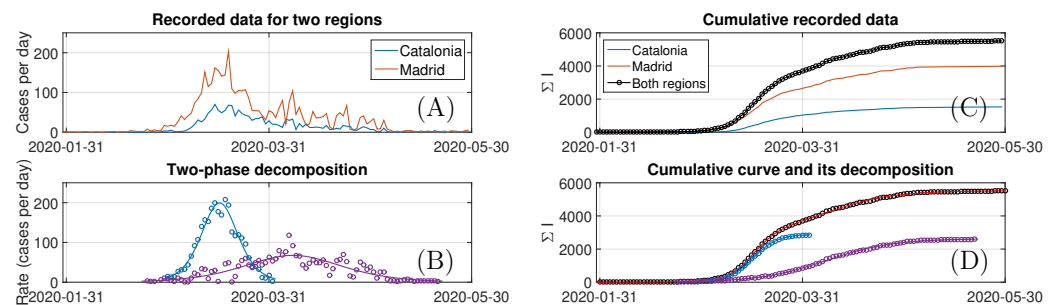 Recorded data for two regions
Cases per day
200
100
0
Catalonia
Madrid
(A)
2020-01-31
2020-03-31
2020-05-30
Cumulative recorded data
Σ I
6000
4000
2000
0
Catalonia
Madrid
Both regions
(C)
2020-01-31
2020-03-31
2020-05-30
Two-phase decomposition
Rate (cases per day)
200
100
0
(B)
2020-01-31
2020-03-31
2020-05-30
Cumulative curve and its decomposition
Σ I
6000
4000
2000
0
(D)
2020-01-31
2020-03-31
2020-05-30